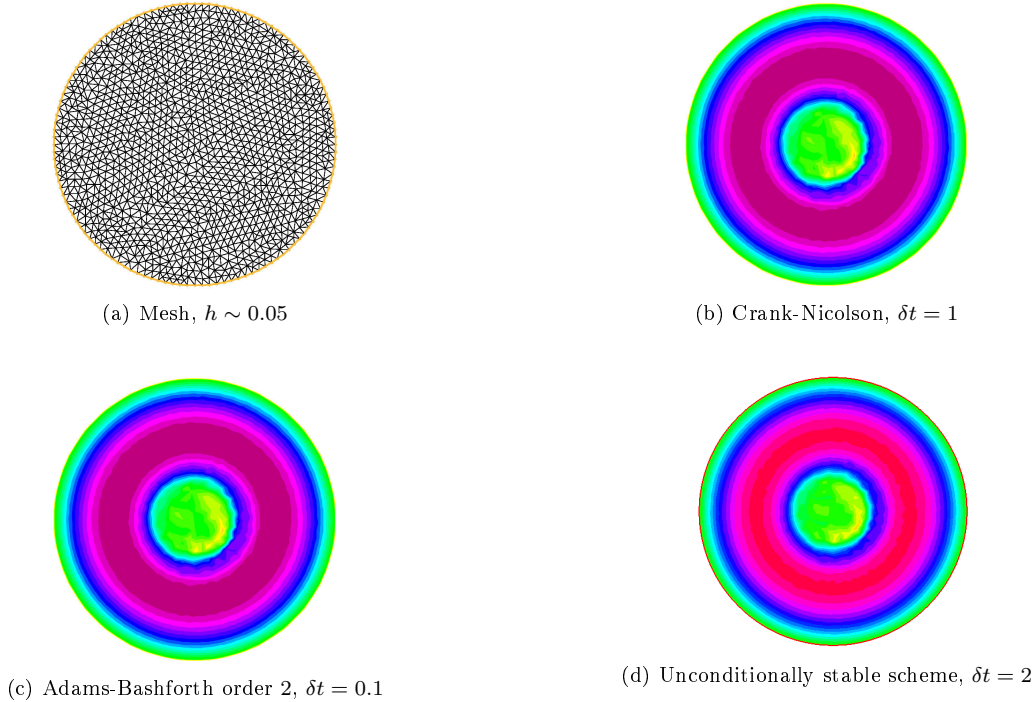 (a) Mesh, h ∼ 0.05
(b) Crank-Nicolson, δt = 1
(c) Adams-Bashforth order 2, δt = 0.1
(d) Unconditionally stable scheme, δt = 2